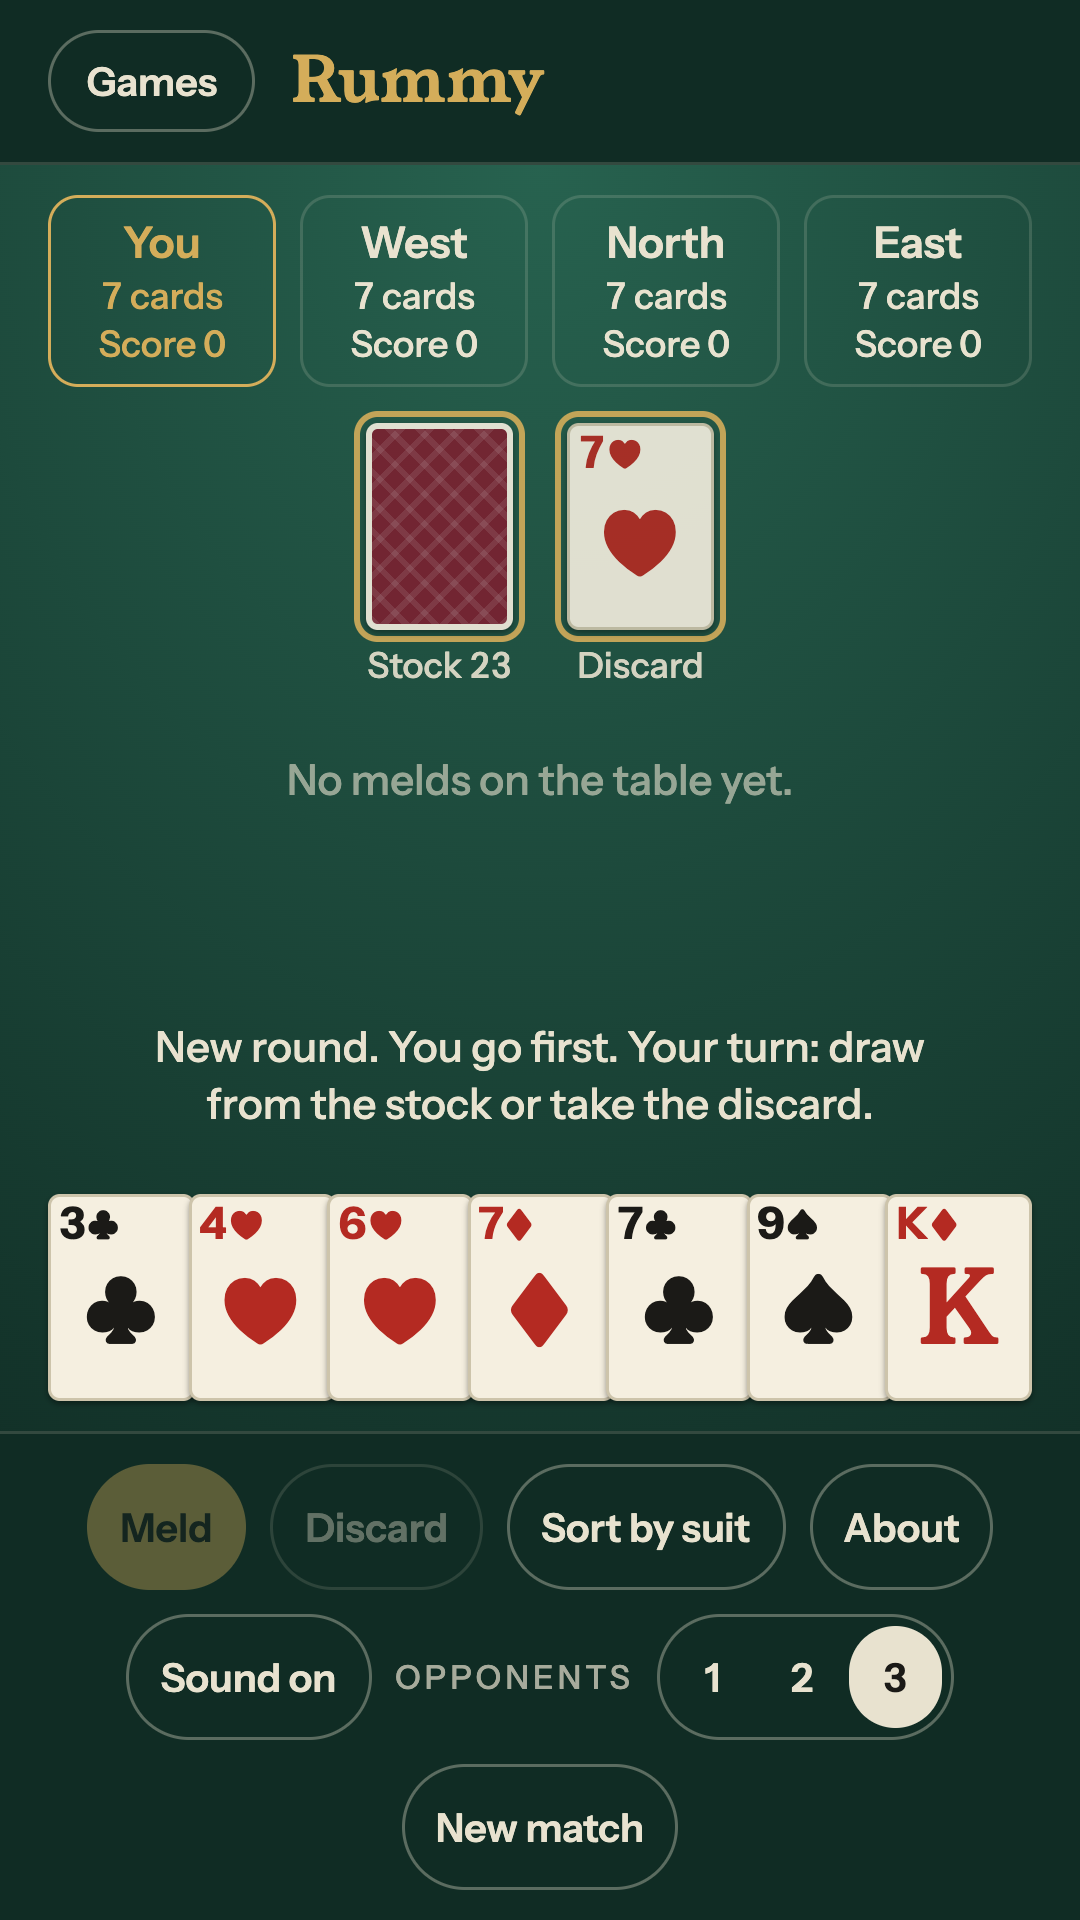 Games
Rummy
You
7 cards
Score 0
West
7 cards
Score 0
North
7 cards
Score 0
East
7 cards
Score 0
7
Stock 23
Discard
No melds on the table yet.
New round. You go first. Your turn: draw
from the stock or take the discard.
3
4
6
7
7
9
K
K
Meld
Discard
Sort by suit
About
Sound on
OPPONENTS
1
2
3
New match